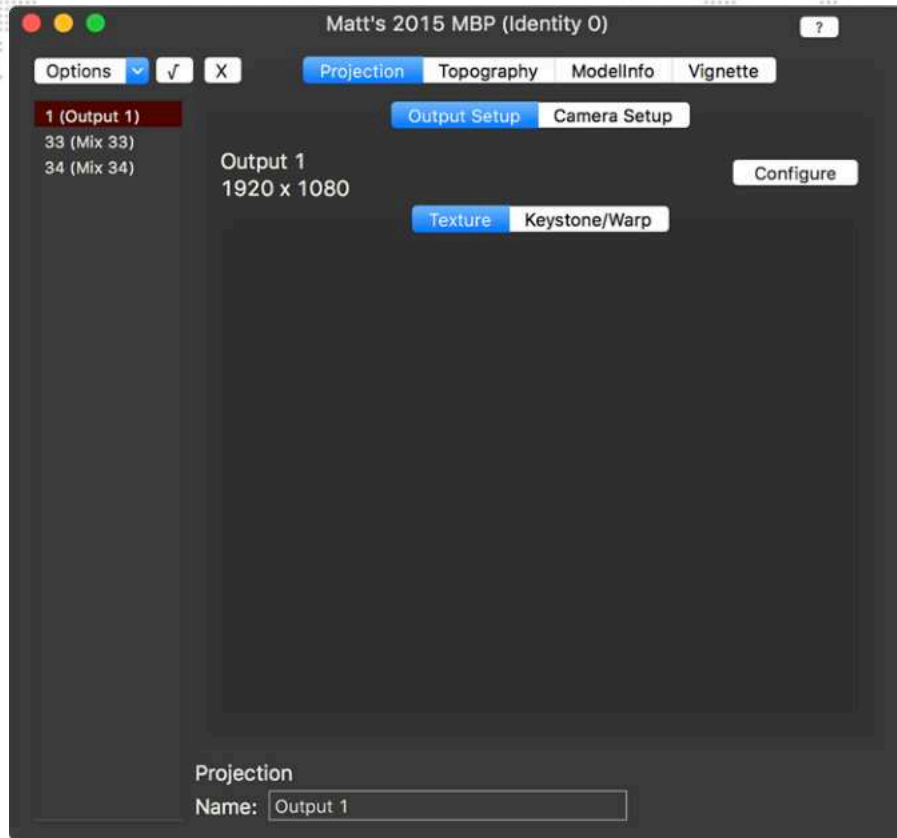 Matt's 2015 MBP (Identity 0)
?
Options √ X Projection Topography ModelInfo Vignette
1 (Output 1)
33 (Mix 33)
34 (Mix 34)
Output Setup Camera Setup
Output 1
1920 x 1080
Configure
Texture Keystone/Warp
Projection
Name: Output 1